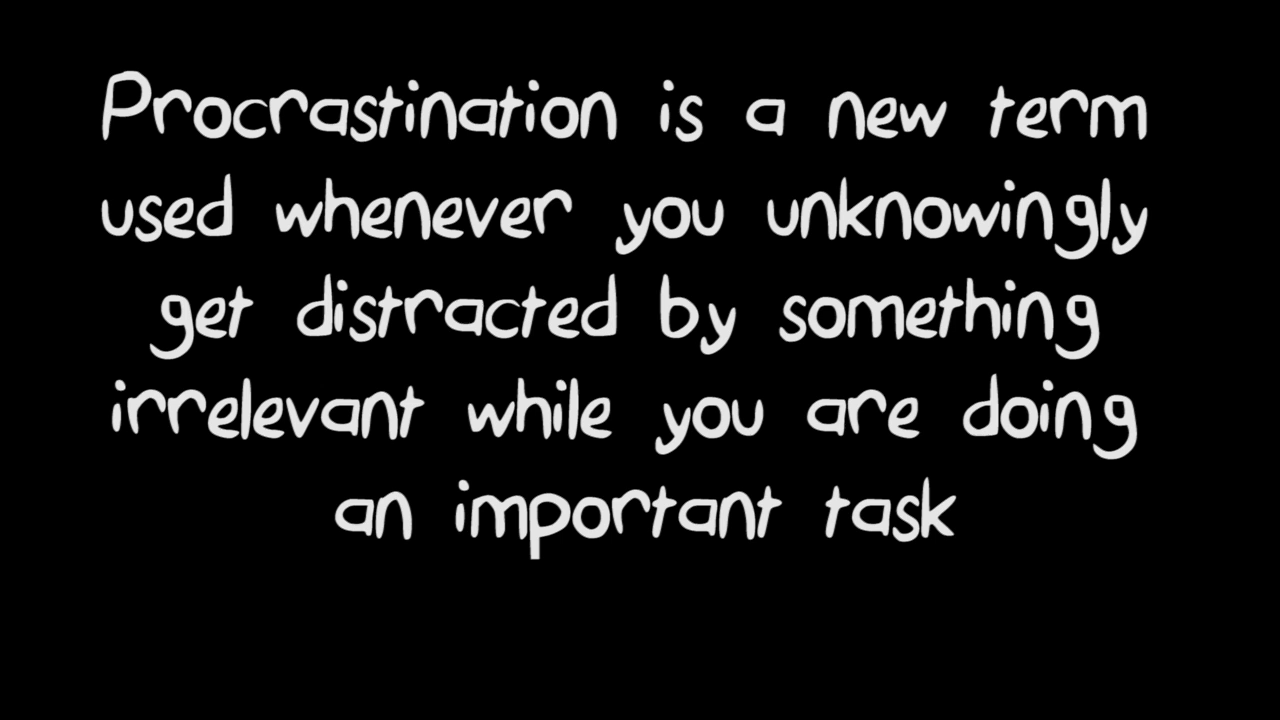 Procrastination is a new term
used whenever you unknowingly
get distracted by something
irrelevant while you are doing
an important task